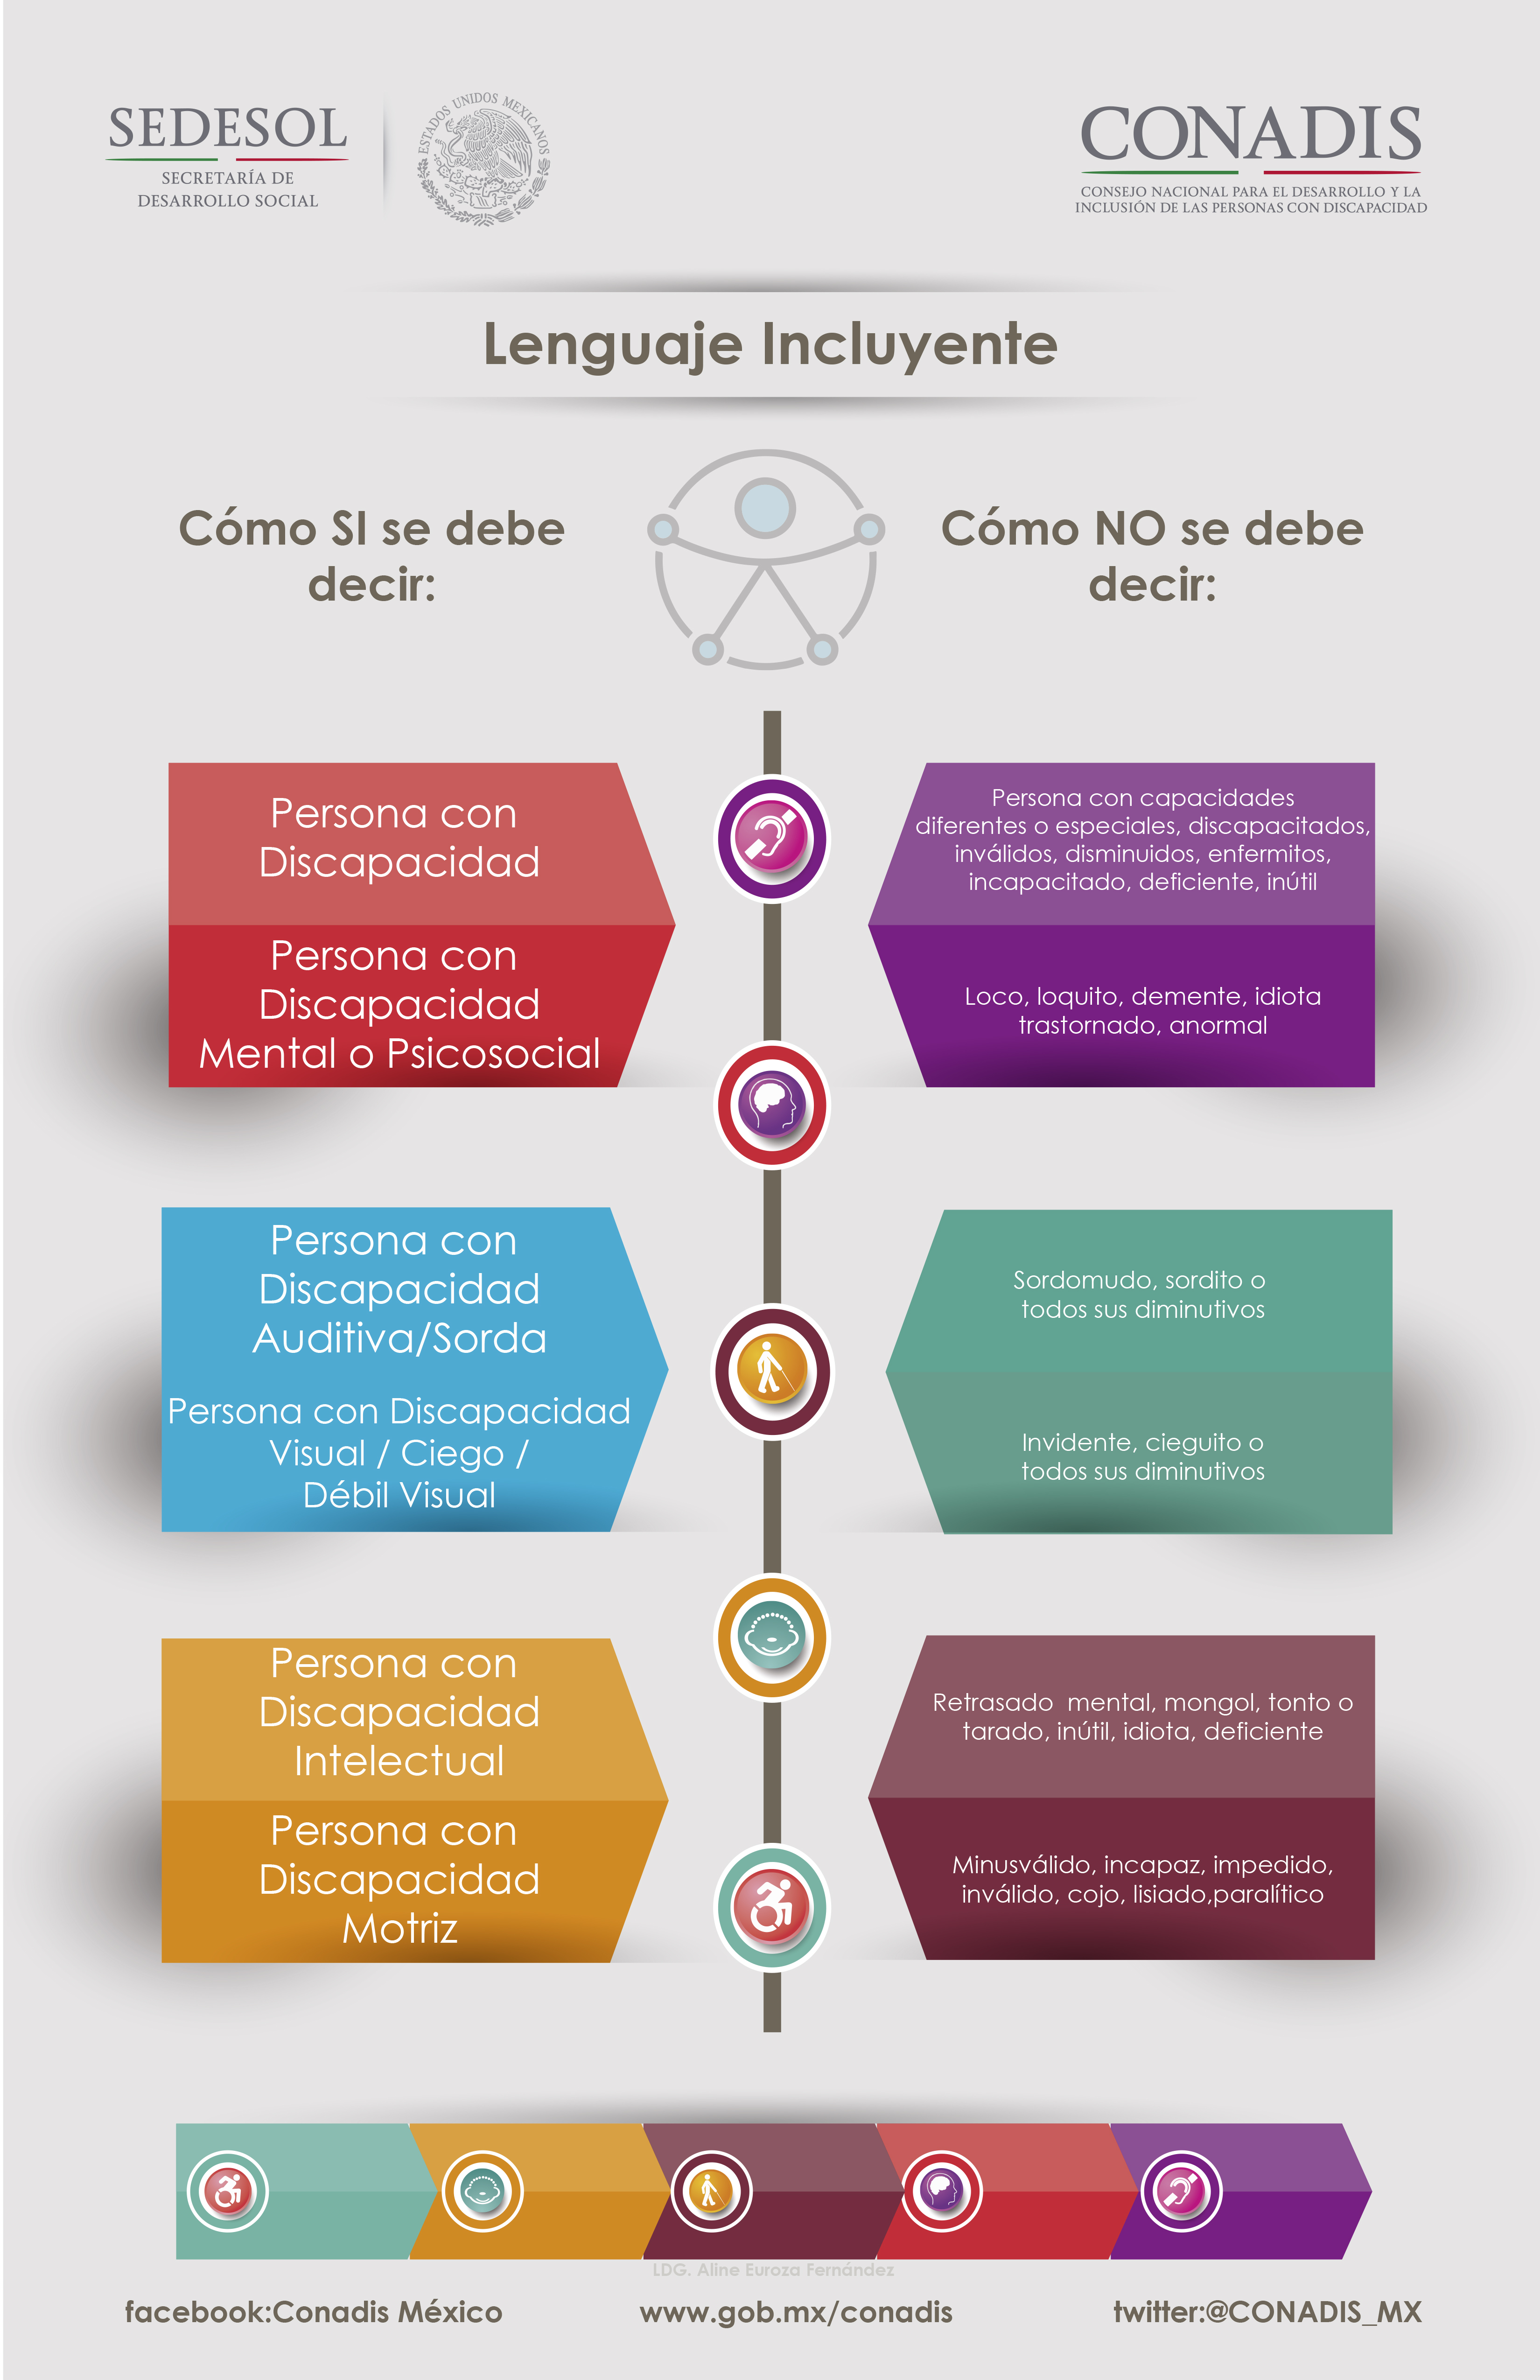 SEDESOL
SECRETARÍA DE
DESARROLLO SOCIAL
ESTADOS UNIDOS MEXICANOS
CONADIS
CONSEJO NACIONAL PARA EL DESARROLLO Y LA
INCLUSIÓN DE LAS PERSONAS CON DISCAPACIDAD
Lenguaje Incluyente
Cómo SI se debe
decir:
Cómo NO se debe
decir:
Persona con
Discapacidad
Persona con capacidades
diferentes o especiales, discapacitados,
inválidos, disminuidos, enfermitos,
incapacitado, deficiente, inútil
Persona con
Discapacidad
Mental o Psicosocial
Loco, loquito, demente, idiota
trastornado, anormal
Persona con
Discapacidad
Auditiva/Sorda
Sordomudo, sordito o
todos sus diminutivos
Persona con Discapacidad
Visual / Ciego /
Débil Visual
Invidente, cieguito o
todos sus diminutivos
Persona con
Discapacidad
Intelectual
Retrasado  mental, mongol, tonto o
tarado, inútil, idiota, deficiente
Persona con
Discapacidad
Motriz
Minusválido, incapaz, impedido,
inválido, cojo, lisiado,paralítico
LDG. Aline Euroza Fernández
facebook:Conadis México
www.gob.mx/conadis
twitter:@CONADIS_MX